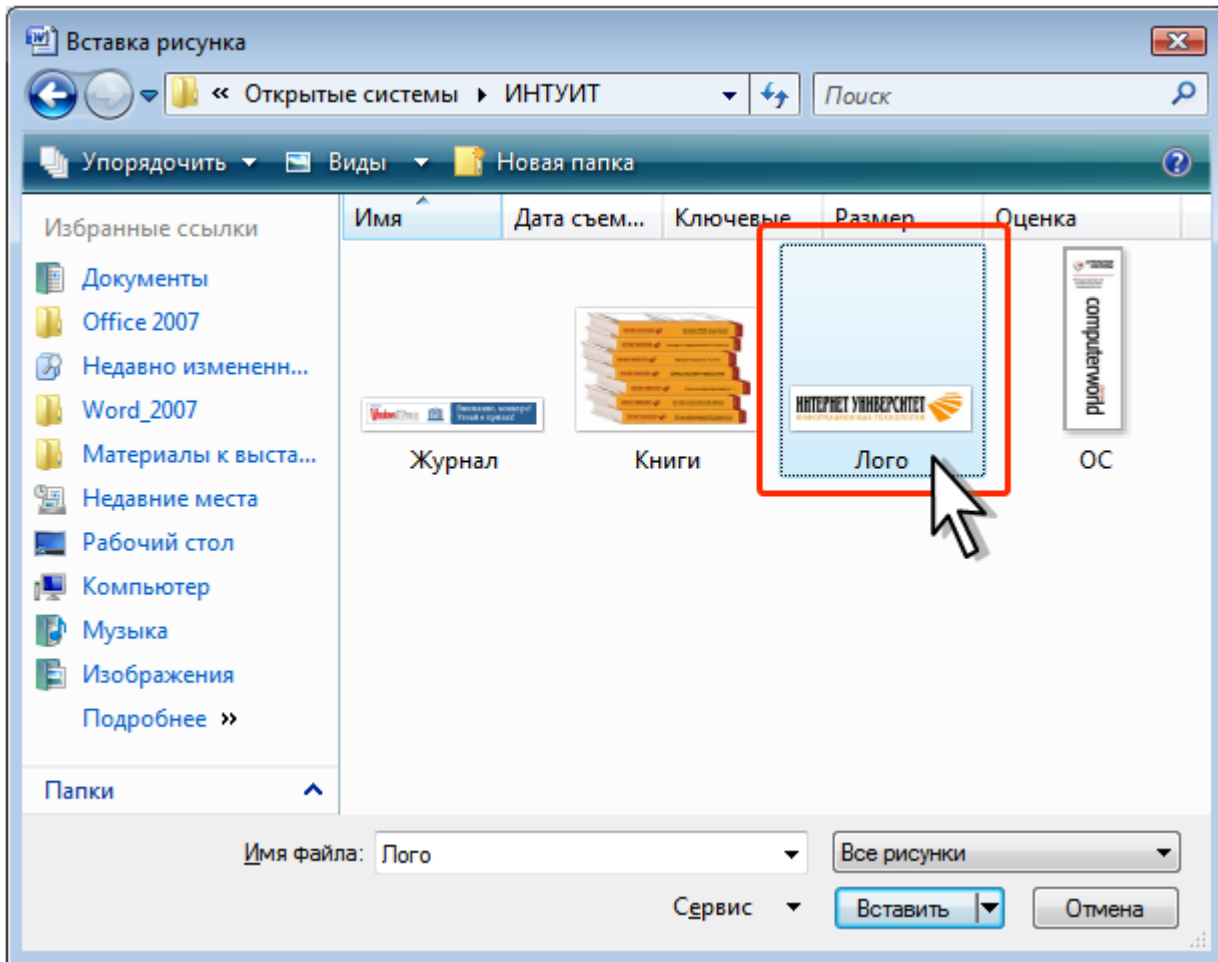 Вставка рисунка
« Открытые системы ИНТУИТ Поиск
Упорядочить Виды Новая папка
Избранные ссылки
Имя Дата съем... Ключевые Размер Оценка
Документы
Office 2007
Недавно измененн...
Word_2007
Материалы к выста...
Недавние места
Рабочий стол
Компьютер
Музыка
Изображения
Подробнее »
Папки
ИНТЕРНЕТ УНИВЕРСИТЕТ
ИНФОРМАЦИОННЫХ ТЕХНОЛОГИЙ
computerworld
Журнал Книги Лого ОС
Имя файла: Лого Все рисунки
Сервис Вставить Отмена